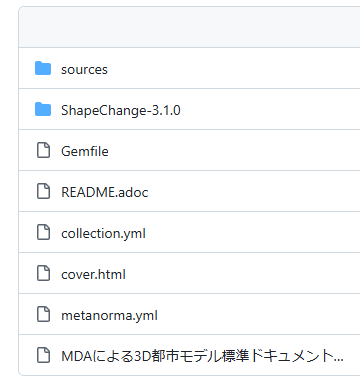 sources
ShapeChange-3.1.0
Gemfile
README.adoc
collection.yml
cover.html
metanorma.yml
MDAによる3D都市モデル標準ドキュメント...